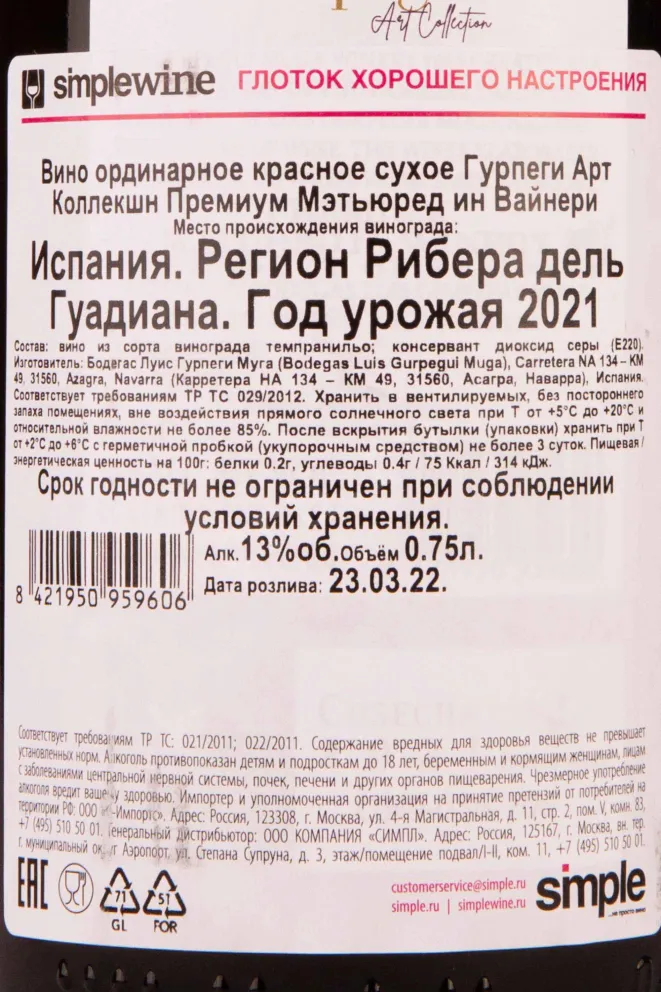 Art Collection
simplewine ГЛОТОК ХОРОШЕГО НАСТРОЕНИЯ
Вино ординарное красное сухое Гурпеги Арт
Коллекшн Премиум Мэтьюред ин Вайнери
Место происхождения винограда:
Испания. Регион Рибера дель
Гуадиана. Год урожая 2021
Состав: вино из сорта винограда темпранильо; консервант диоксид серы (E220).
Изготовитель: Бодегас Луис Гурпеги Муга (Bodegas Luis Gurpegui Muga), Carretera NA 134 – KM
49, 31560, Azagra, Navarra (Карретера НА 134 – КМ 49, 31560, Асагра, Наварра), Испания.
Соответствует требованиям ТР ТС 029/2012. Хранить в вентилируемых, без постороннего
запаха помещениях, вне воздействия прямого солнечного света при Т от +5°C до +20°C и
относительной влажности не более 85%. После вскрытия бутылки (упаковки) хранить при Т
от +2°C до +6°C с герметичной пробкой (укупорочным средством) не более 3 суток. Пищевая /
энергетическая ценность на 100г: белки 0.2г, углеводы 0.4г / 75 Ккал / 314 кДж.
Срок годности не ограничен при соблюдении
условий хранения.
Алк.13%об.Объём 0.75л.
Дата розлива: 23.03.22.
8 421950 959606
Соответствует требованиям ТР ТС: 021/2011; 022/2011. Содержание вредных для здоровья веществ не превышает
установленных норм. Алкоголь противопоказан детям и подросткам до 18 лет, беременным и кормящим женщинам, лицам
с заболеваниями центральной нервной системы, почек, печени и других органов пищеварения. Чрезмерное употребление
алкоголя вредит вашему здоровью. Импортер и уполномоченная организация на принятие претензий от потребителей на
территории РФ: ООО «-Импортс». Адрес: Россия, 123308, г. Москва, ул. 4-я Магистральная, д. 11, стр. 2, пом. V, комн. 83,
+7 (495) 510 50 01. Генеральный дистрибьютор: ООО КОМПАНИЯ «СИМПЛ». Адрес: Россия, 125167, г. Москва, вн. тер.
г. муниципальный ок. г Аэропорт, ул. Степана Супруна, д. 3, этаж/помещение подвал/I-II, ком. 11, +7 (495) 510 50 01.
EAC
71
GL
51
FOR
customerservice@simple.ru
simple.ru | simplewine.ru
simple
...не просто вино